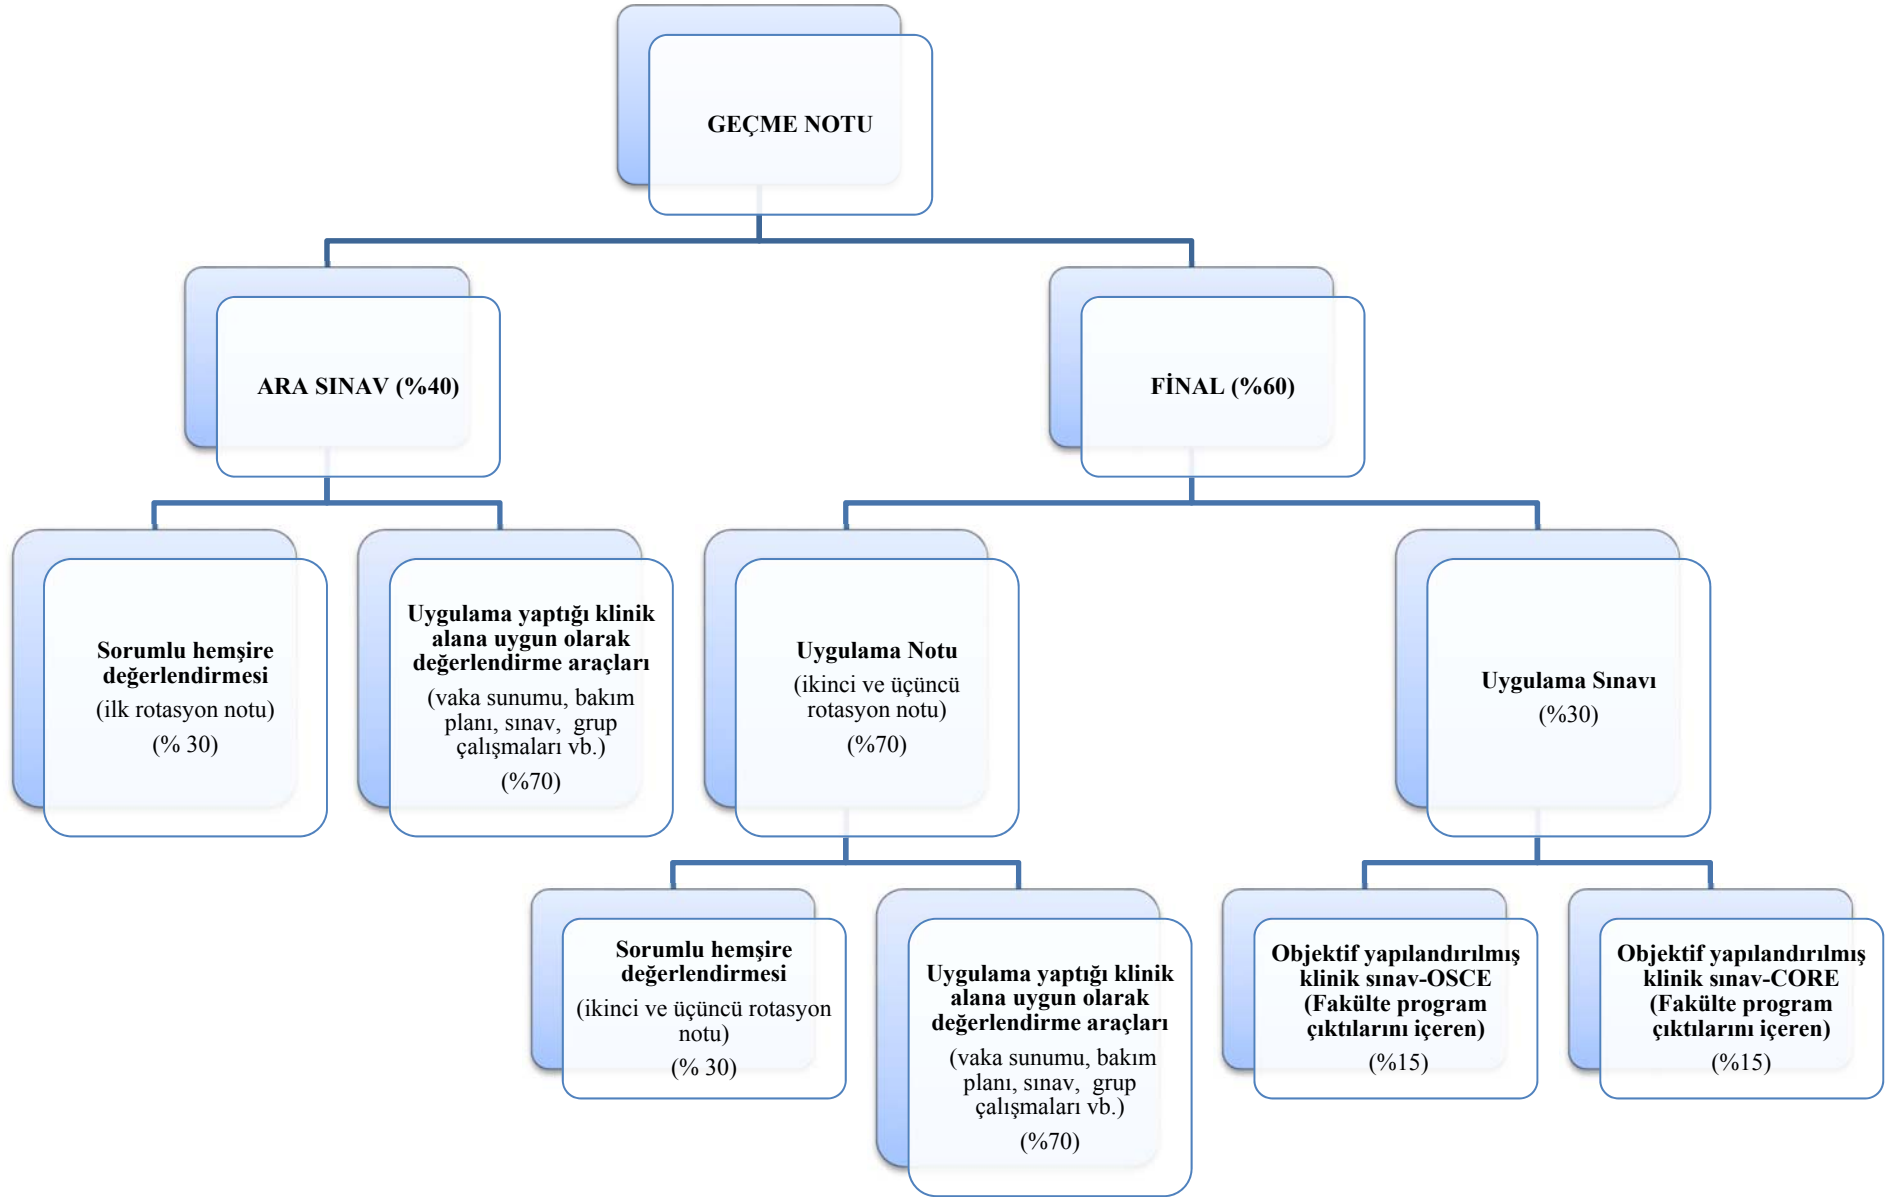 GEÇME NOTU
ARA SINAV (%40)
FİNAL (%60)
Sorumlu hemşire
değerlendirmesi
(ilk rotasyon notu)
(% 30)
Uygulama yaptığı klinik
alana uygun olarak
değerlendirme araçları
(vaka sunumu, bakım
planı, sınav, grup
çalışmaları vb.)
(%70)
Uygulama Notu
(ikinci ve üçüncü
rotasyon notu)
(%70)
Uygulama Sınavı
(%30)
Sorumlu hemşire
değerlendirmesi
(ikinci ve üçüncü rotasyon
notu)
(% 30)
Uygulama yaptığı klinik
alana uygun olarak
değerlendirme araçları
(vaka sunumu, bakım
planı, sınav, grup
çalışmaları vb.)
(%70)
Objektif yapılandırılmış
klinik sınav-OSCE
(Fakülte program
çıktılarını içeren)
(%15)
Objektif yapılandırılmış
klinik sınav-CORE
(Fakülte program
çıktılarını içeren)
(%15)